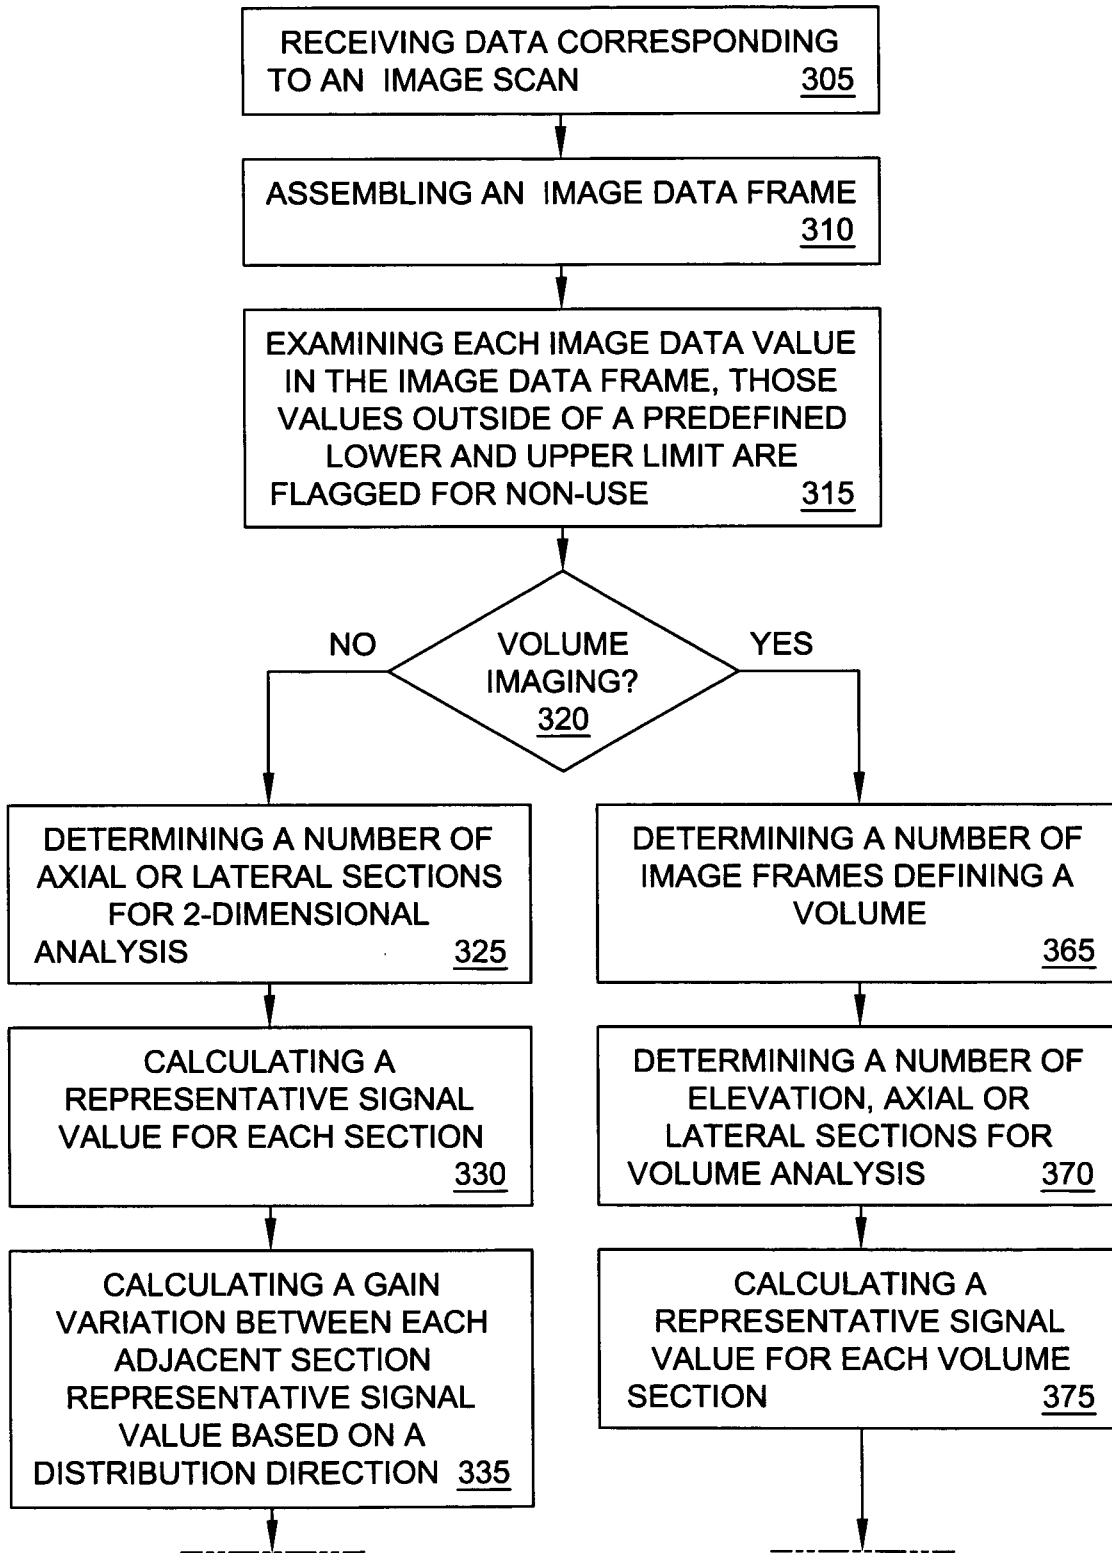 RECEIVING DATA CORRESPONDING
TO AN IMAGE SCAN 305
ASSEMBLING AN IMAGE DATA FRAME
310
EXAMINING EACH IMAGE DATA VALUE
IN THE IMAGE DATA FRAME, THOSE
VALUES OUTSIDE OF A PREDEFINED
LOWER AND UPPER LIMIT ARE
FLAGGED FOR NON-USE 315
NO
VOLUME
IMAGING?
320
YES
DETERMINING A NUMBER OF
AXIAL OR LATERAL SECTIONS
FOR 2-DIMENSIONAL
ANALYSIS 325
CALCULATING A
REPRESENTATIVE SIGNAL
VALUE FOR EACH SECTION
330
CALCULATING A GAIN
VARIATION BETWEEN EACH
ADJACENT SECTION
REPRESENTATIVE SIGNAL
VALUE BASED ON A
DISTRIBUTION DIRECTION 335
DETERMINING A NUMBER OF
IMAGE FRAMES DEFINING A
VOLUME
365
DETERMINING A NUMBER OF
ELEVATION, AXIAL OR
LATERAL SECTIONS FOR
VOLUME ANALYSIS 370
CALCULATING A
REPRESENTATIVE SIGNAL
VALUE FOR EACH VOLUME
SECTION 375